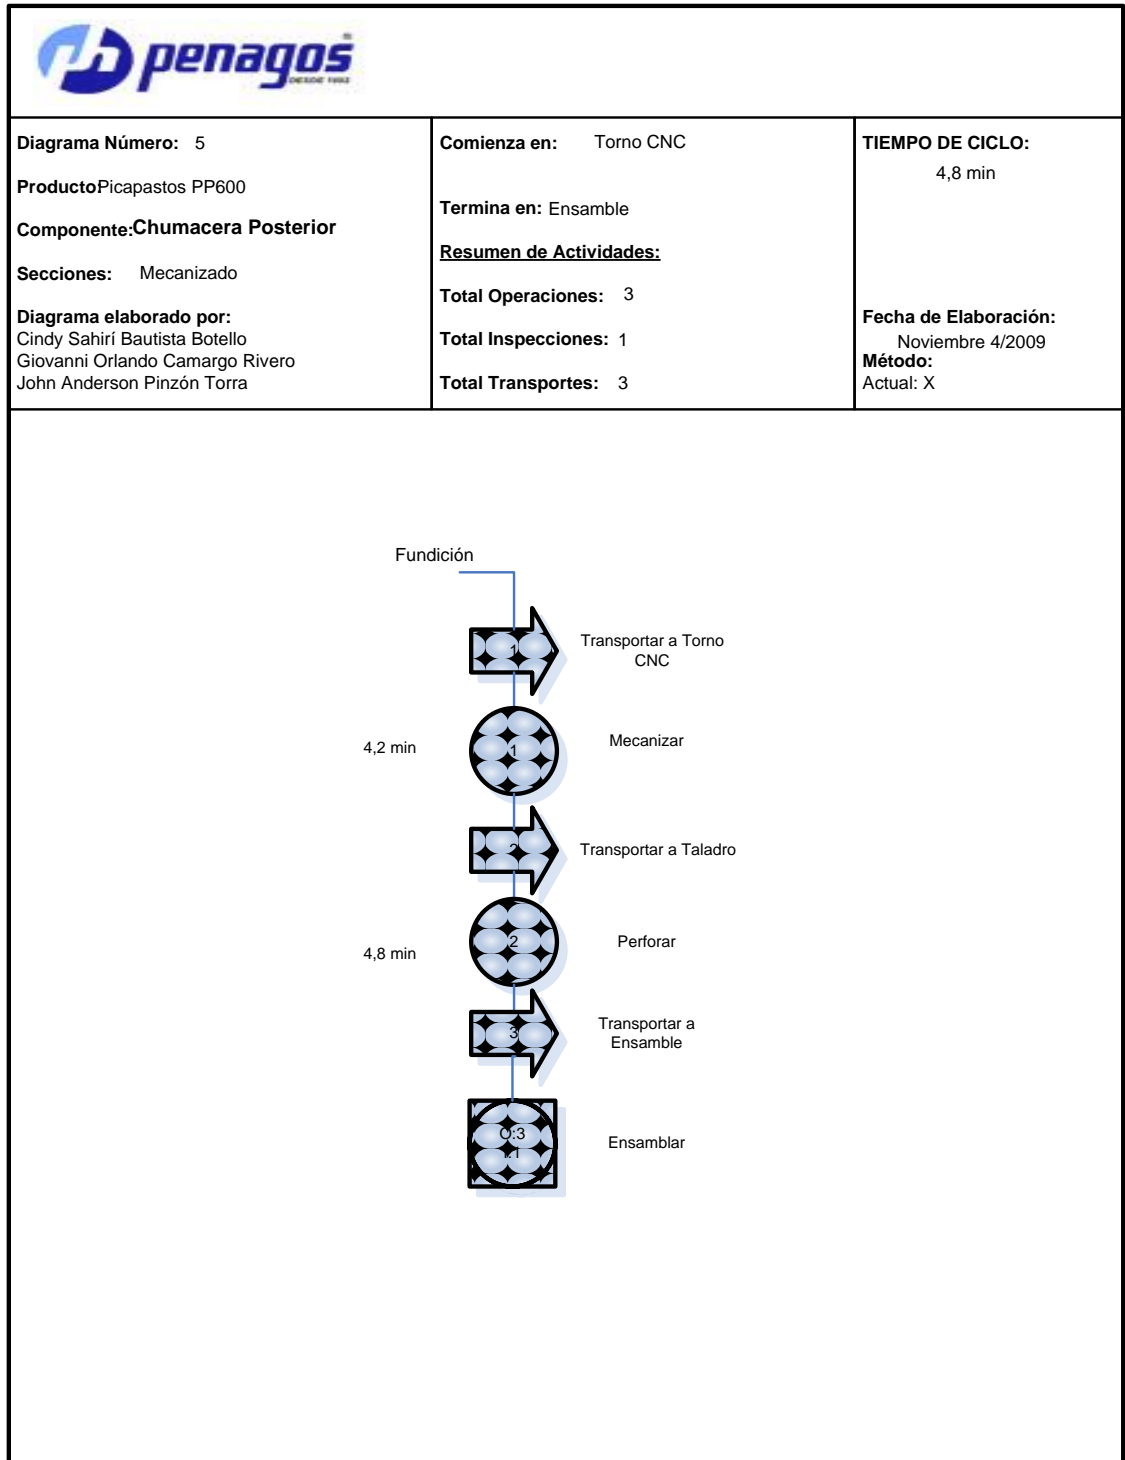 penagos
DESDE 1892
Diagrama Número: 5
Producto:Picapastos PP600
Componente:Chumacera Posterior
Secciones: Mecanizado
Diagrama elaborado por:
Cindy Sahirí Bautista Botello
Giovanni Orlando Camargo Rivero
John Anderson Pinzón Torra
Comienza en: Torno CNC
Termina en: Ensamble
Resumen de Actividades:
Total Operaciones: 3
Total Inspecciones: 1
Total Transportes: 3
TIEMPO DE CICLO:
4,8 min
Fecha de Elaboración:
Noviembre 4/2009
Método:
Actual: X
Fundición
1
Transportar a Torno
CNC
4,2 min
1
Mecanizar
2
Transportar a Taladro
4,8 min
2
Perforar
3
Transportar a
Ensamble
O:3
I:1
Ensamblar